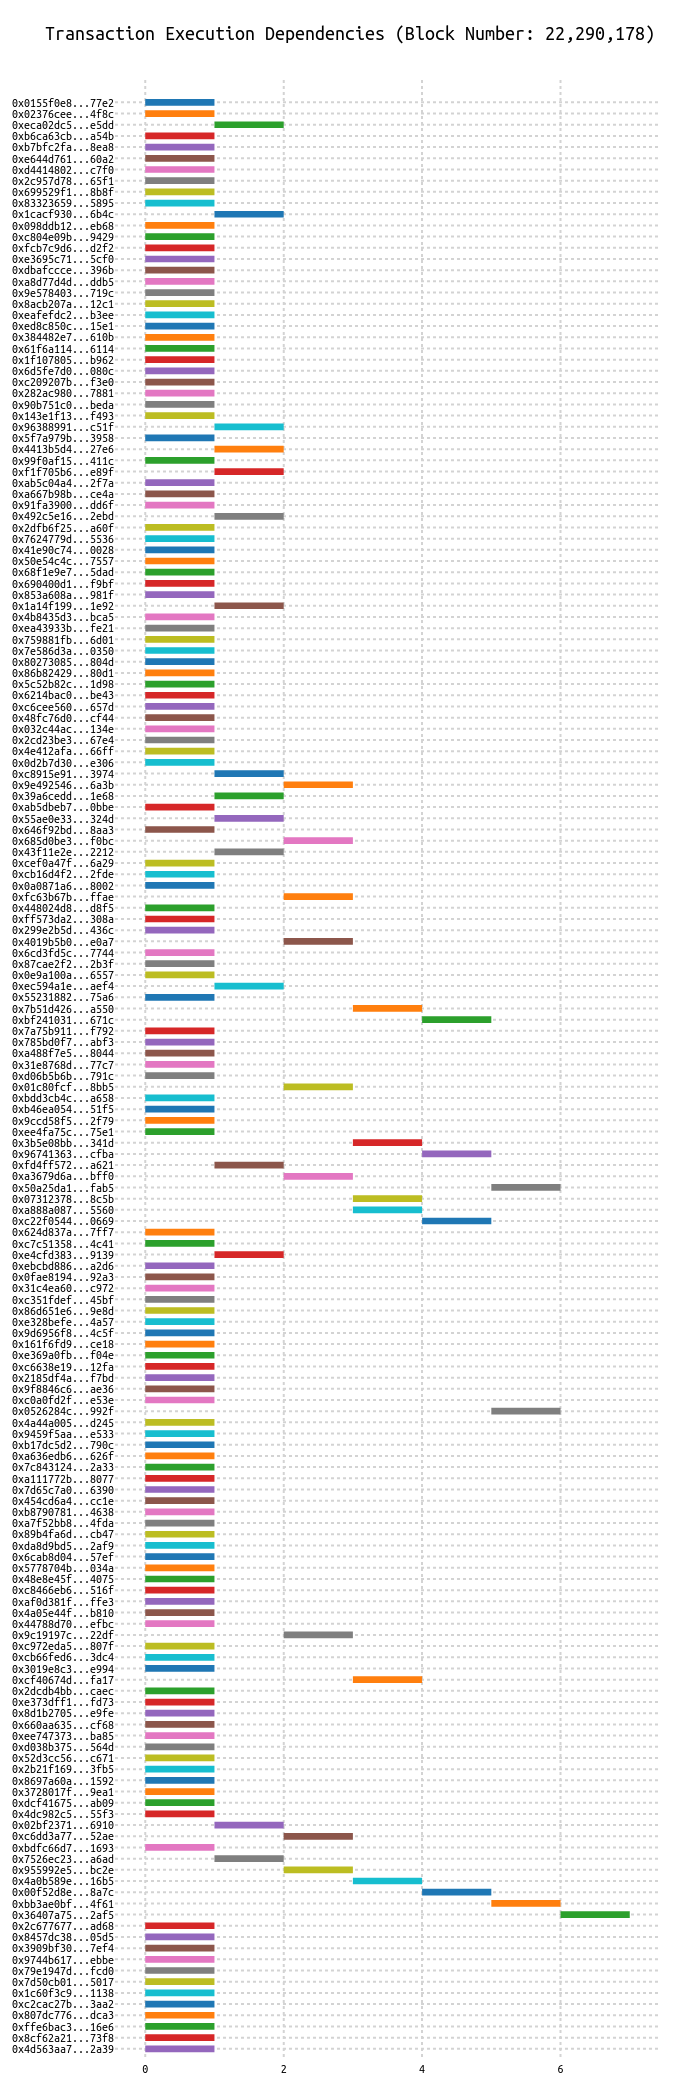 Transaction Execution Dependencies (Block Number: 22,290,178)
0x0155f0e8...77e2
0x02376cee...4f8c
0xeca02dc5...e5dd
0xb6ca63cb...a54b
0xb7bfc2fa...8ea8
0xe644d761...60a2
0xd4414802...c7f0
0x2c957d78...65f1
0x699529f1...8b8f
0x83323659...5895
0x1cacf930...6b4c
0x098ddb12...eb68
0xc804e09b...9429
0xfcb7c9d6...d2f2
0xe3695c71...5cf0
0xdbafccce...396b
0xa8d77d4d...ddb5
0x9e578403...719c
0x8acb207a...12c1
0xeafefdc2...b3ee
0xed8c850c...15e1
0x384482e7...610b
0x61f6a114...6114
0x1f107805...b962
0x6d5fe7d0...080c
0xc209207b...f3e0
0x282ac980...7881
0x90b751c0...beda
0x143e1f13...f493
0x96388991...c51f
0x5f7a979b...3958
0x4413b5d4...27e6
0x99f0af15...411c
0xf1f705b6...e89f
0xab5c04a4...2f7a
0xa667b98b...ce4a
0x91fa3900...dd6f
0x492c5e16...2ebd
0x2dfb6f25...a60f
0x7624779d...5536
0x41e90c74...0028
0x50e54c4c...7557
0x68f1e9e7...5dad
0x690400d1...f9bf
0x853a608a...981f
0x1a14f199...1e92
0x4b8435d3...bca5
0xea43933b...fe21
0x759881fb...6d01
0x7e586d3a...0350
0x80273085...804d
0x86b82429...80d1
0x5c52b82c...1d98
0x6214bac0...be43
0xc6cee560...657d
0x48fc76d0...cf44
0x032c44ac...134e
0x2cd23be3...67e4
0x4e412afa...66ff
0x0d2b7d30...e306
0xc8915e91...3974
0x9e492546...6a3b
0x39a6cedd...1e68
0xab5dbeb7...0bbe
0x55ae0e33...324d
0x646f92bd...8aa3
0x685d0be3...f0bc
0x43f11e2e...2212
0xcef0a47f...6a29
0xcb16d4f2...2fde
0x0a0871a6...8002
0xfc63b67b...ffae
0x448024d8...d8f5
0xff573da2...308a
0x299e2b5d...436c
0x4019b5b0...e0a7
0x6cd3fd5c...7744
0x87cae2f2...2b3f
0x0e9a100a...6557
0xec594a1e...aef4
0x55231882...75a6
0x7b51d426...a550
0xbf241031...671c
0x7a75b911...f792
0x785bd0f7...abf3
0xa488f7e5...8044
0x31e8768d...77c7
0xd06b5b6b...791c
0x01c80fcf...8bb5
0xbdd3cb4c...a658
0xb46ea054...51f5
0x9ccd58f5...2f79
0xee4fa75c...75e1
0x3b5e08bb...341d
0x96741363...cfba
0xfd4ff572...a621
0xa3679d6a...bff0
0x50a25da1...fab5
0x07312378...8c5b
0xa888a087...5560
0xc22f0544...0669
0x624d837a...7ff7
0xc7c51358...4c41
0xe4cfd383...9139
0xebcbd886...a2d6
0x0fae8194...92a3
0x31c4ea60...c972
0xc351fdef...45bf
0x86d651e6...9e8d
0xe328befe...4a57
0x9d6956f8...4c5f
0x161f6fd9...ce18
0xe369a0fb...f04e
0xc6638e19...12fa
0x2185df4a...f7bd
0x9f8846c6...ae36
0xc0a0fd2f...e53e
0x0526284c...992f
0x4a44a005...d245
0x9459f5aa...e533
0xb17dc5d2...790c
0xa636edb6...626f
0x7c843124...2a33
0xa111772b...8077
0x7d65c7a0...6390
0x454cd6a4...cc1e
0xb8790781...4638
0xa7f52bb8...4fda
0x89b4fa6d...cb47
0xda8d9bd5...2af9
0x6cab8d04...57ef
0x5778704b...034a
0x48e8e45f...4075
0xc8466eb6...516f
0xaf0d381f...ffe3
0x4a05e44f...b810
0x44788d70...efbc
0x9c19197c...22df
0xc972eda5...807f
0xcb66fed6...3dc4
0x3019e8c3...e994
0xcf40674d...fa17
0x2dcdb4bb...caec
0xe373dff1...fd73
0x8d1b2705...e9fe
0x660aa635...cf68
0xee747373...ba85
0xd038b375...564d
0x52d3cc56...c671
0x2b21f169...3fb5
0x8697a60a...1592
0x3728017f...9ea1
0xdcf41675...ab09
0x4dc982c5...55f3
0x02bf2371...6910
0xc6dd3a77...52ae
0xbdfc66d7...1693
0x7526ec23...a6ad
0x955992e5...bc2e
0x4a0b589e...16b5
0x00f52d8e...8a7c
0xbb3ae0bf...4f61
0x36407a75...2af5
0x2c677677...ad68
0x8457dc38...05d5
0x3909bf30...7ef4
0x9744b617...ebbe
0x79e1947d...fcd0
0x7d50cb01...5017
0x1c60f3c9...1138
0xc2cac27b...3aa2
0x807dc776...dca3
0xffe6bac3...16e6
0x8cf62a21...73f8
0x4d563aa7...2a39
0 2 4 6